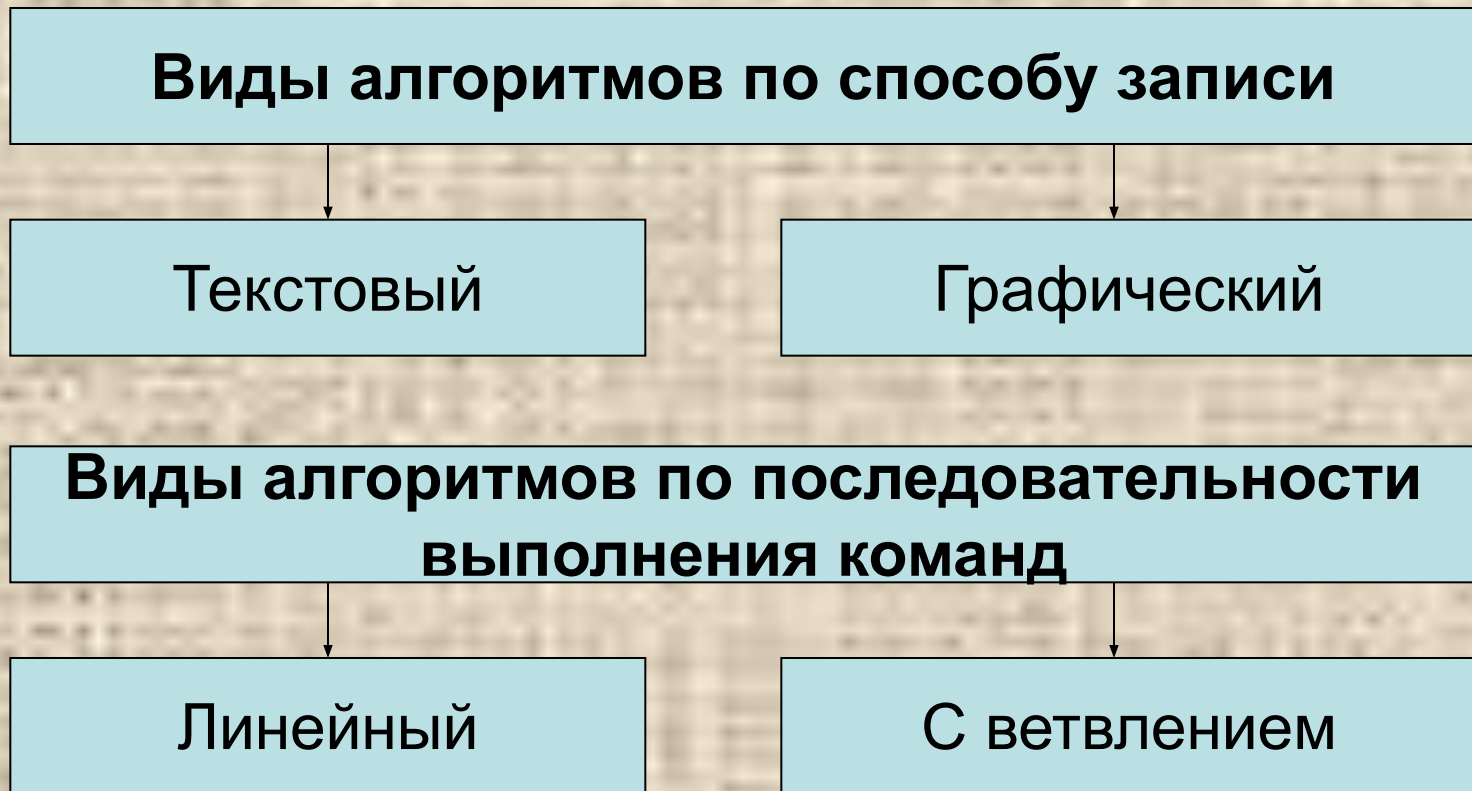 Виды алгоритмов по способу записи
Текстовый
Графический
Виды алгоритмов по последовательности
выполнения команд
Линейный
С ветвлением